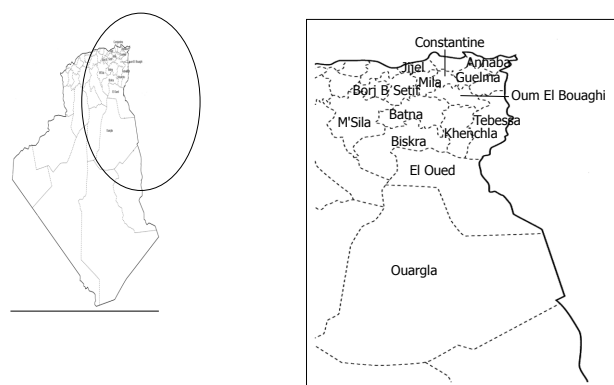 Constantine
Annaba
Jijel
Guelma
Mila
Borj B Setif
Oum El Bouaghi
M'Sila
Batna
Tebessa
Khenchla
Biskra
El Oued
Ouargla